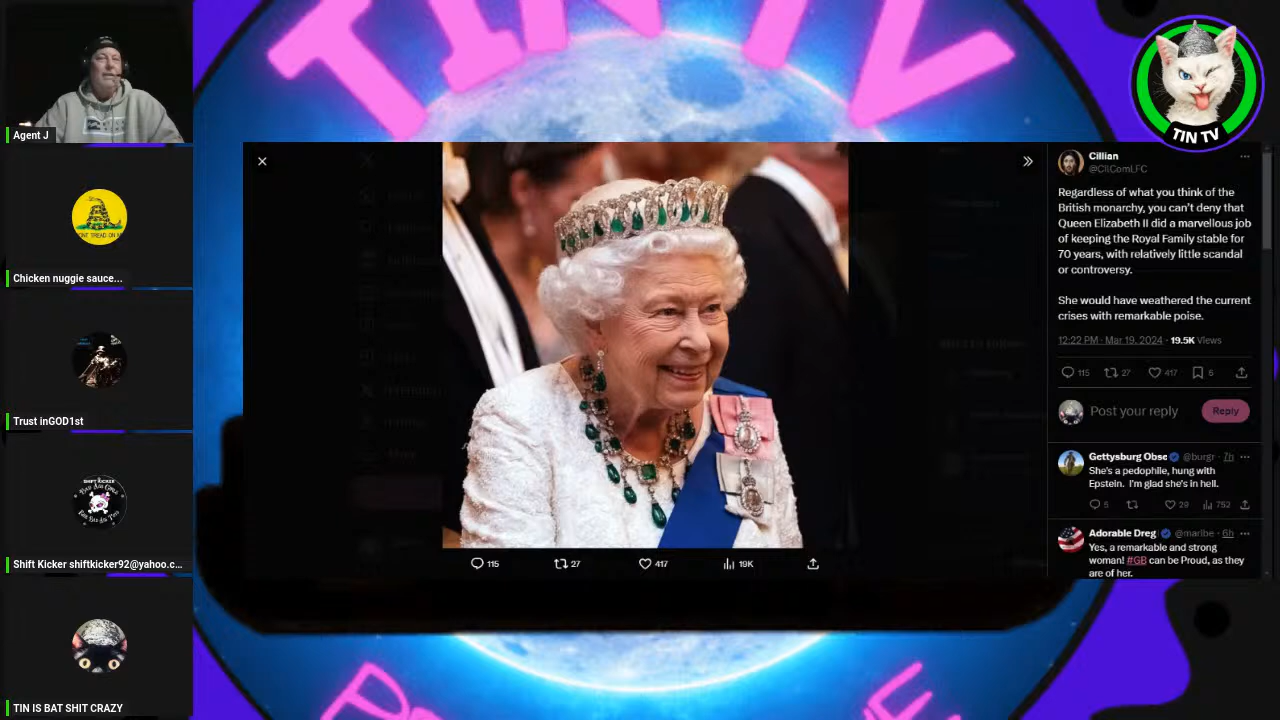 TIN TV
TIN TV
Agent J
Chicken nuggie sauce...
Trust inGOD1st
SHIFT KICKER
Shift Kicker shiftkicker92@yahoo.c...
TIN IS BAT SHIT CRAZY
Cillian
@CllComLFC
Regardless of what you think of the
British monarchy, you can't deny that
Queen Elizabeth II did a marvellous job
of keeping the Royal Family stable for
70 years, with relatively little scandal
or controversy.
She would have weathered the current
crises with remarkable poise.
12:22 PM · Mar 19, 2024 · 19.5K Views
115 27 417 6
Post your reply Reply
Gettysburg Obse @burgr · 7h
She's a pedophile, hung with
Epstein. I'm glad she's in hell.
5 29 752
Adorable Dreg @marlbe · 6h
Yes, a remarkable and strong
woman! #GB can be Proud, as they
are of her.
115 27 417 19K